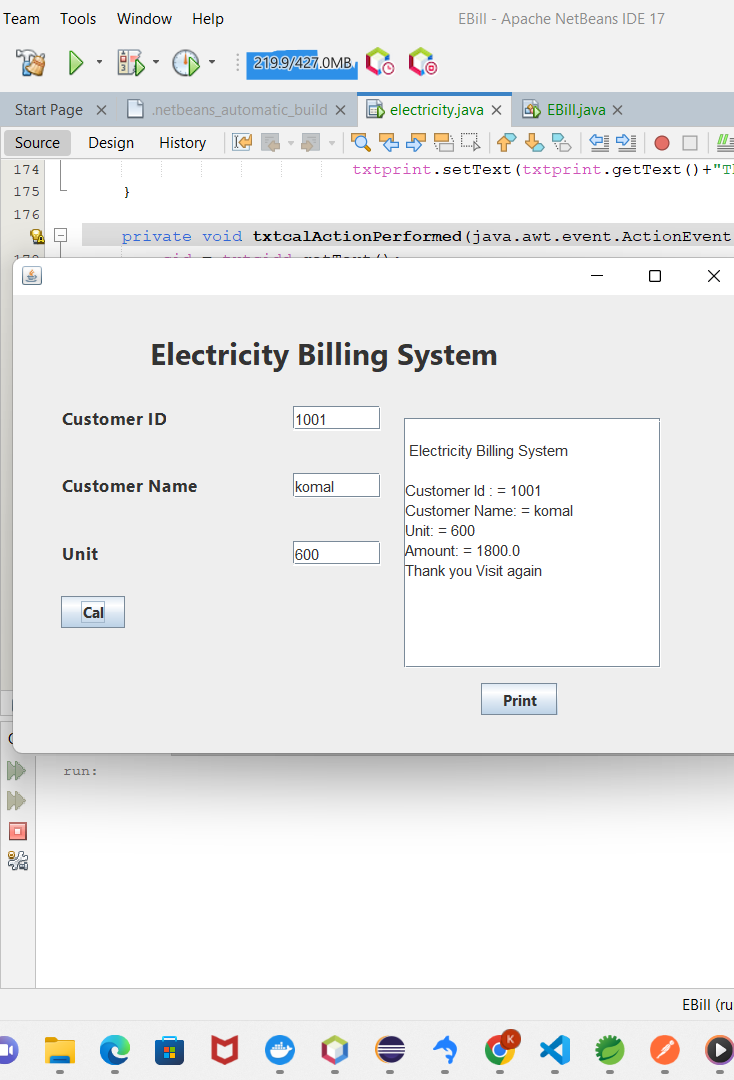 Team Tools Window Help EBill - Apache NetBeans IDE 17
219.9/427.0MB
Start Page .netbeans_automatic_build electricity.java EBill.java
Source Design History
174 txtprint.setText(txtprint.getText()+"Th
175 }
176
private void txtcalActionPerformed(java.awt.event.ActionEvent
Electricity Billing System
Customer ID 1001
Customer Name komal
Unit 600
Cal
Electricity Billing System
Customer Id : = 1001
Customer Name: = komal
Unit: = 600
Amount: = 1800.0
Thank you Visit again
Print
run:
EBill (ru
K